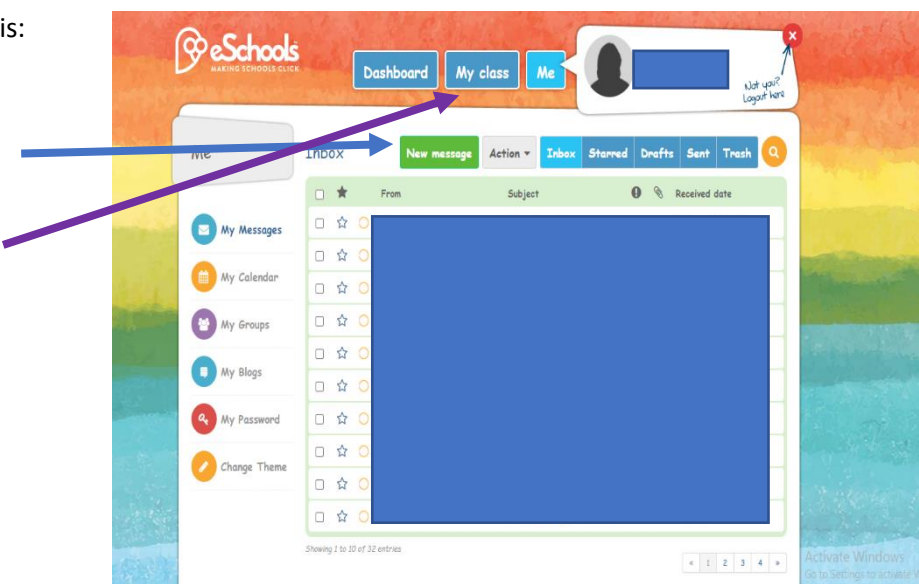 is:
eSchools
MAKING SCHOOLS CLICK
Dashboard My class Me
Not you?
Logout here
Me
Inbox New message Action Inbox Starred Drafts Sent Trash
From Subject Received date
My Messages
My Calendar
My Groups
My Blogs
My Password
Change Theme
Showing 1 to 10 of 32 entries
« 1 2 3 4 »
Activate Windows
Go to Settings to activate